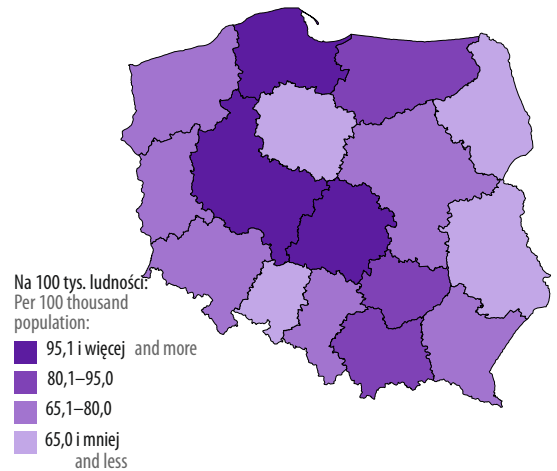 Na 100 tys. ludności:
Per 100 thousand
population:
95,1 i więcej and more
80,1–95,0
65,1–80,0
65,0 i mniej
and less